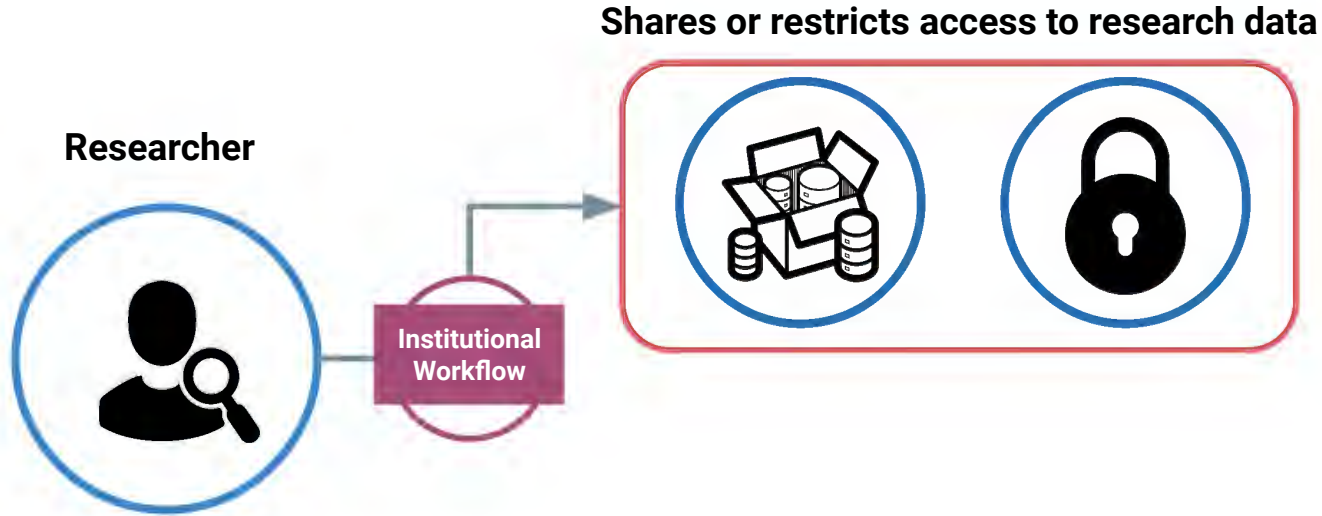 Shares or restricts access to research data
Researcher
Institutional
Workflow